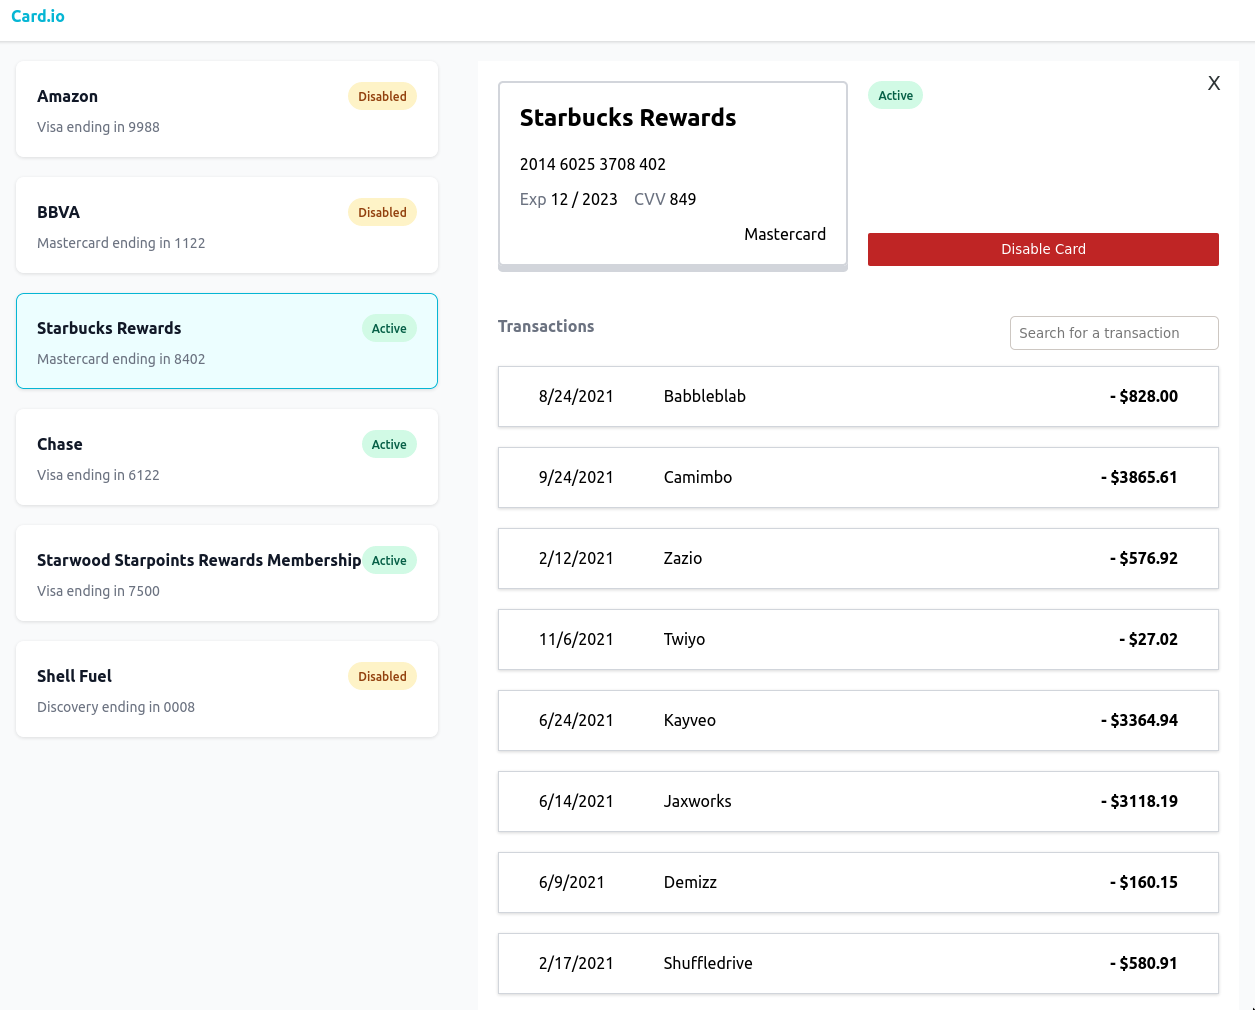 Card.io
Amazon
Disabled
Visa ending in 9988
BBVA
Disabled
Mastercard ending in 1122
Starbucks Rewards
Active
Mastercard ending in 8402
Chase
Active
Visa ending in 6122
Starwood Starpoints Rewards Membership
Active
Visa ending in 7500
Shell Fuel
Disabled
Discovery ending in 0008
X
Starbucks Rewards
2014 6025 3708 402
Exp 12 / 2023 CVV 849
Mastercard
Active
Disable Card
Transactions
Search for a transaction
8/24/2021 Babbleblab - $828.00
9/24/2021 Camimbo - $3865.61
2/12/2021 Zazio - $576.92
11/6/2021 Twiyo - $27.02
6/24/2021 Kayveo - $3364.94
6/14/2021 Jaxworks - $3118.19
6/9/2021 Demizz - $160.15
2/17/2021 Shuffledrive - $580.91